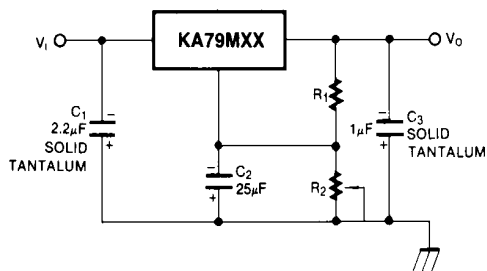 KA79MXX
VI
VO
C1
2.2µF
SOLID
TANTALUM
R1
C3
1µF
SOLID
TANTALUM
C2
25µF
R2